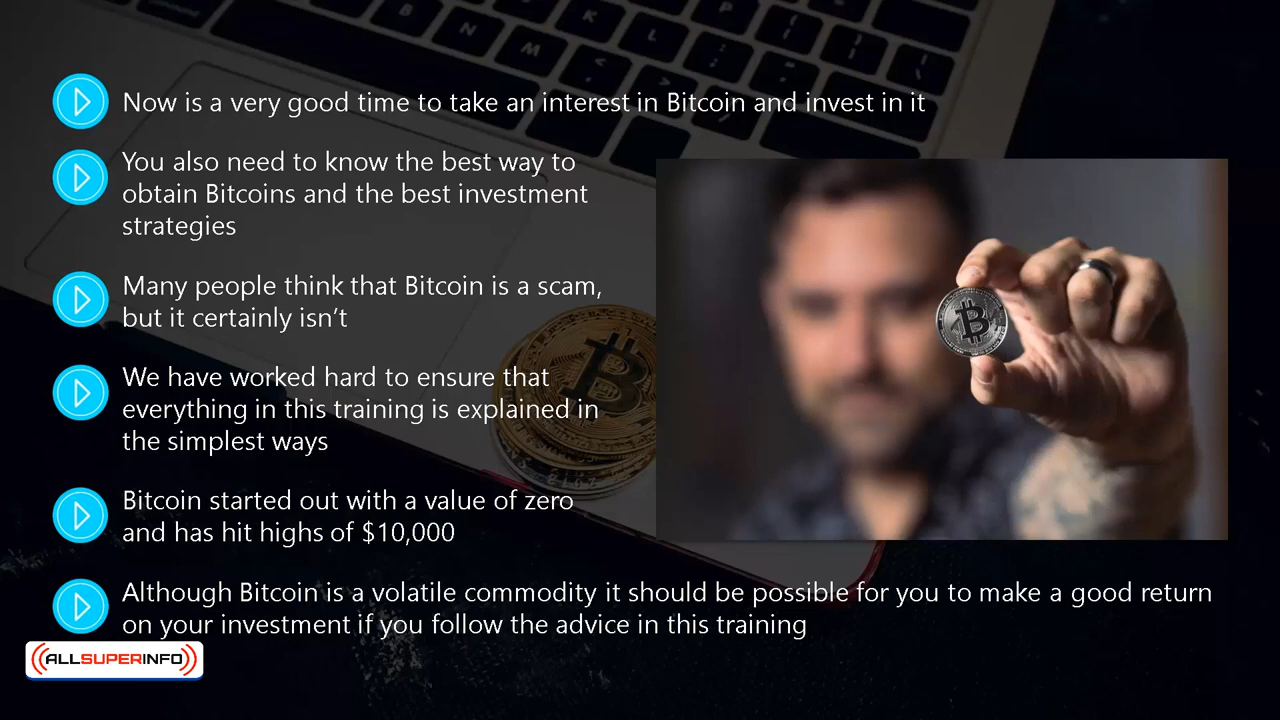 Now is a very good time to take an interest in Bitcoin and invest in it
You also need to know the best way to
obtain Bitcoins and the best investment
strategies
Many people think that Bitcoin is a scam,
but it certainly isn’t
We have worked hard to ensure that
everything in this training is explained in
the simplest ways
Bitcoin started out with a value of zero
and has hit highs of $10,000
Although Bitcoin is a volatile commodity it should be possible for you to make a good return
on your investment if you follow the advice in this training
ALLSUPERINFO